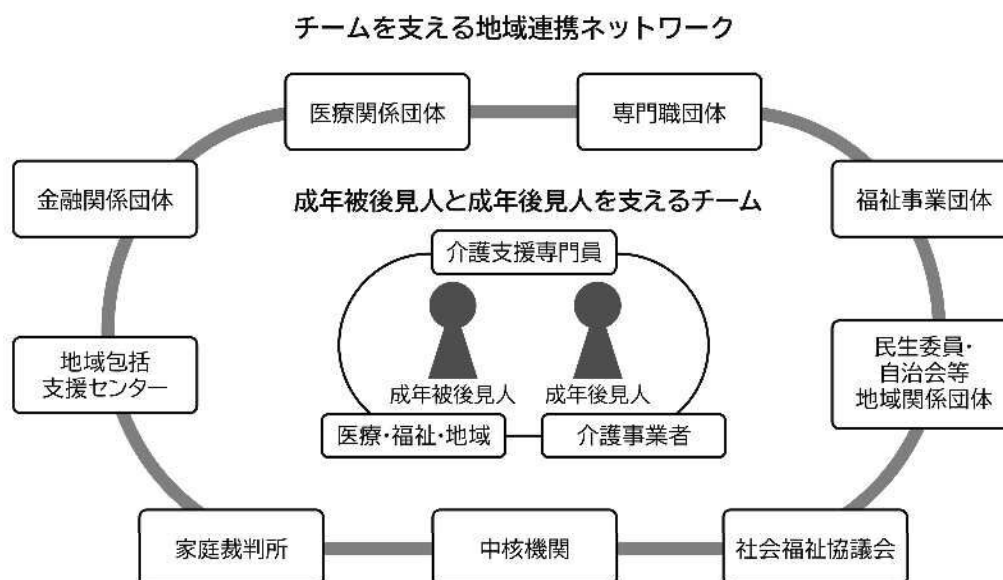 チームを支える地域連携ネットワーク
医療関係団体
専門職団体
金融関係団体
成年被後見人と成年後見人を支えるチーム
福祉事業団体
介護支援専門員
地域包括
支援センター
成年被後見人
成年後見人
民生委員・
自治会等
地域関係団体
医療・福祉・地域
介護事業者
家庭裁判所
中核機関
社会福祉協議会